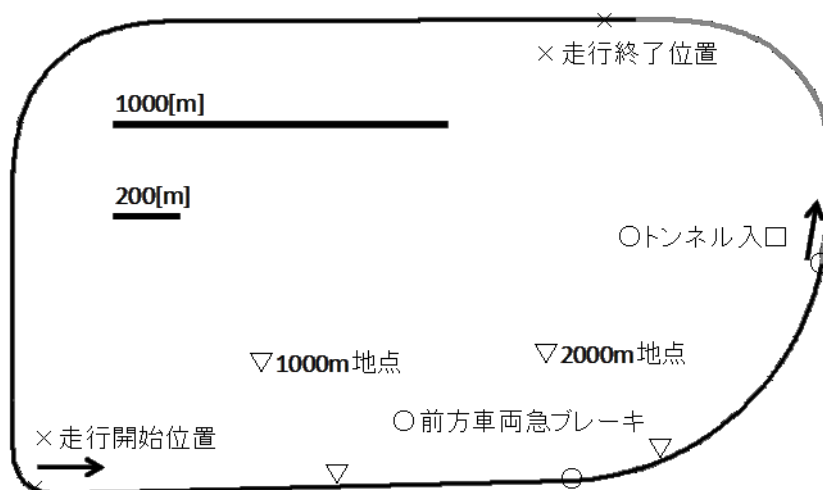 ×走行終了位置
1000[m]
200[m]
○トンネル入口
▽1000m地点
▽2000m地点
○前方車両急ブレーキ
×走行開始位置